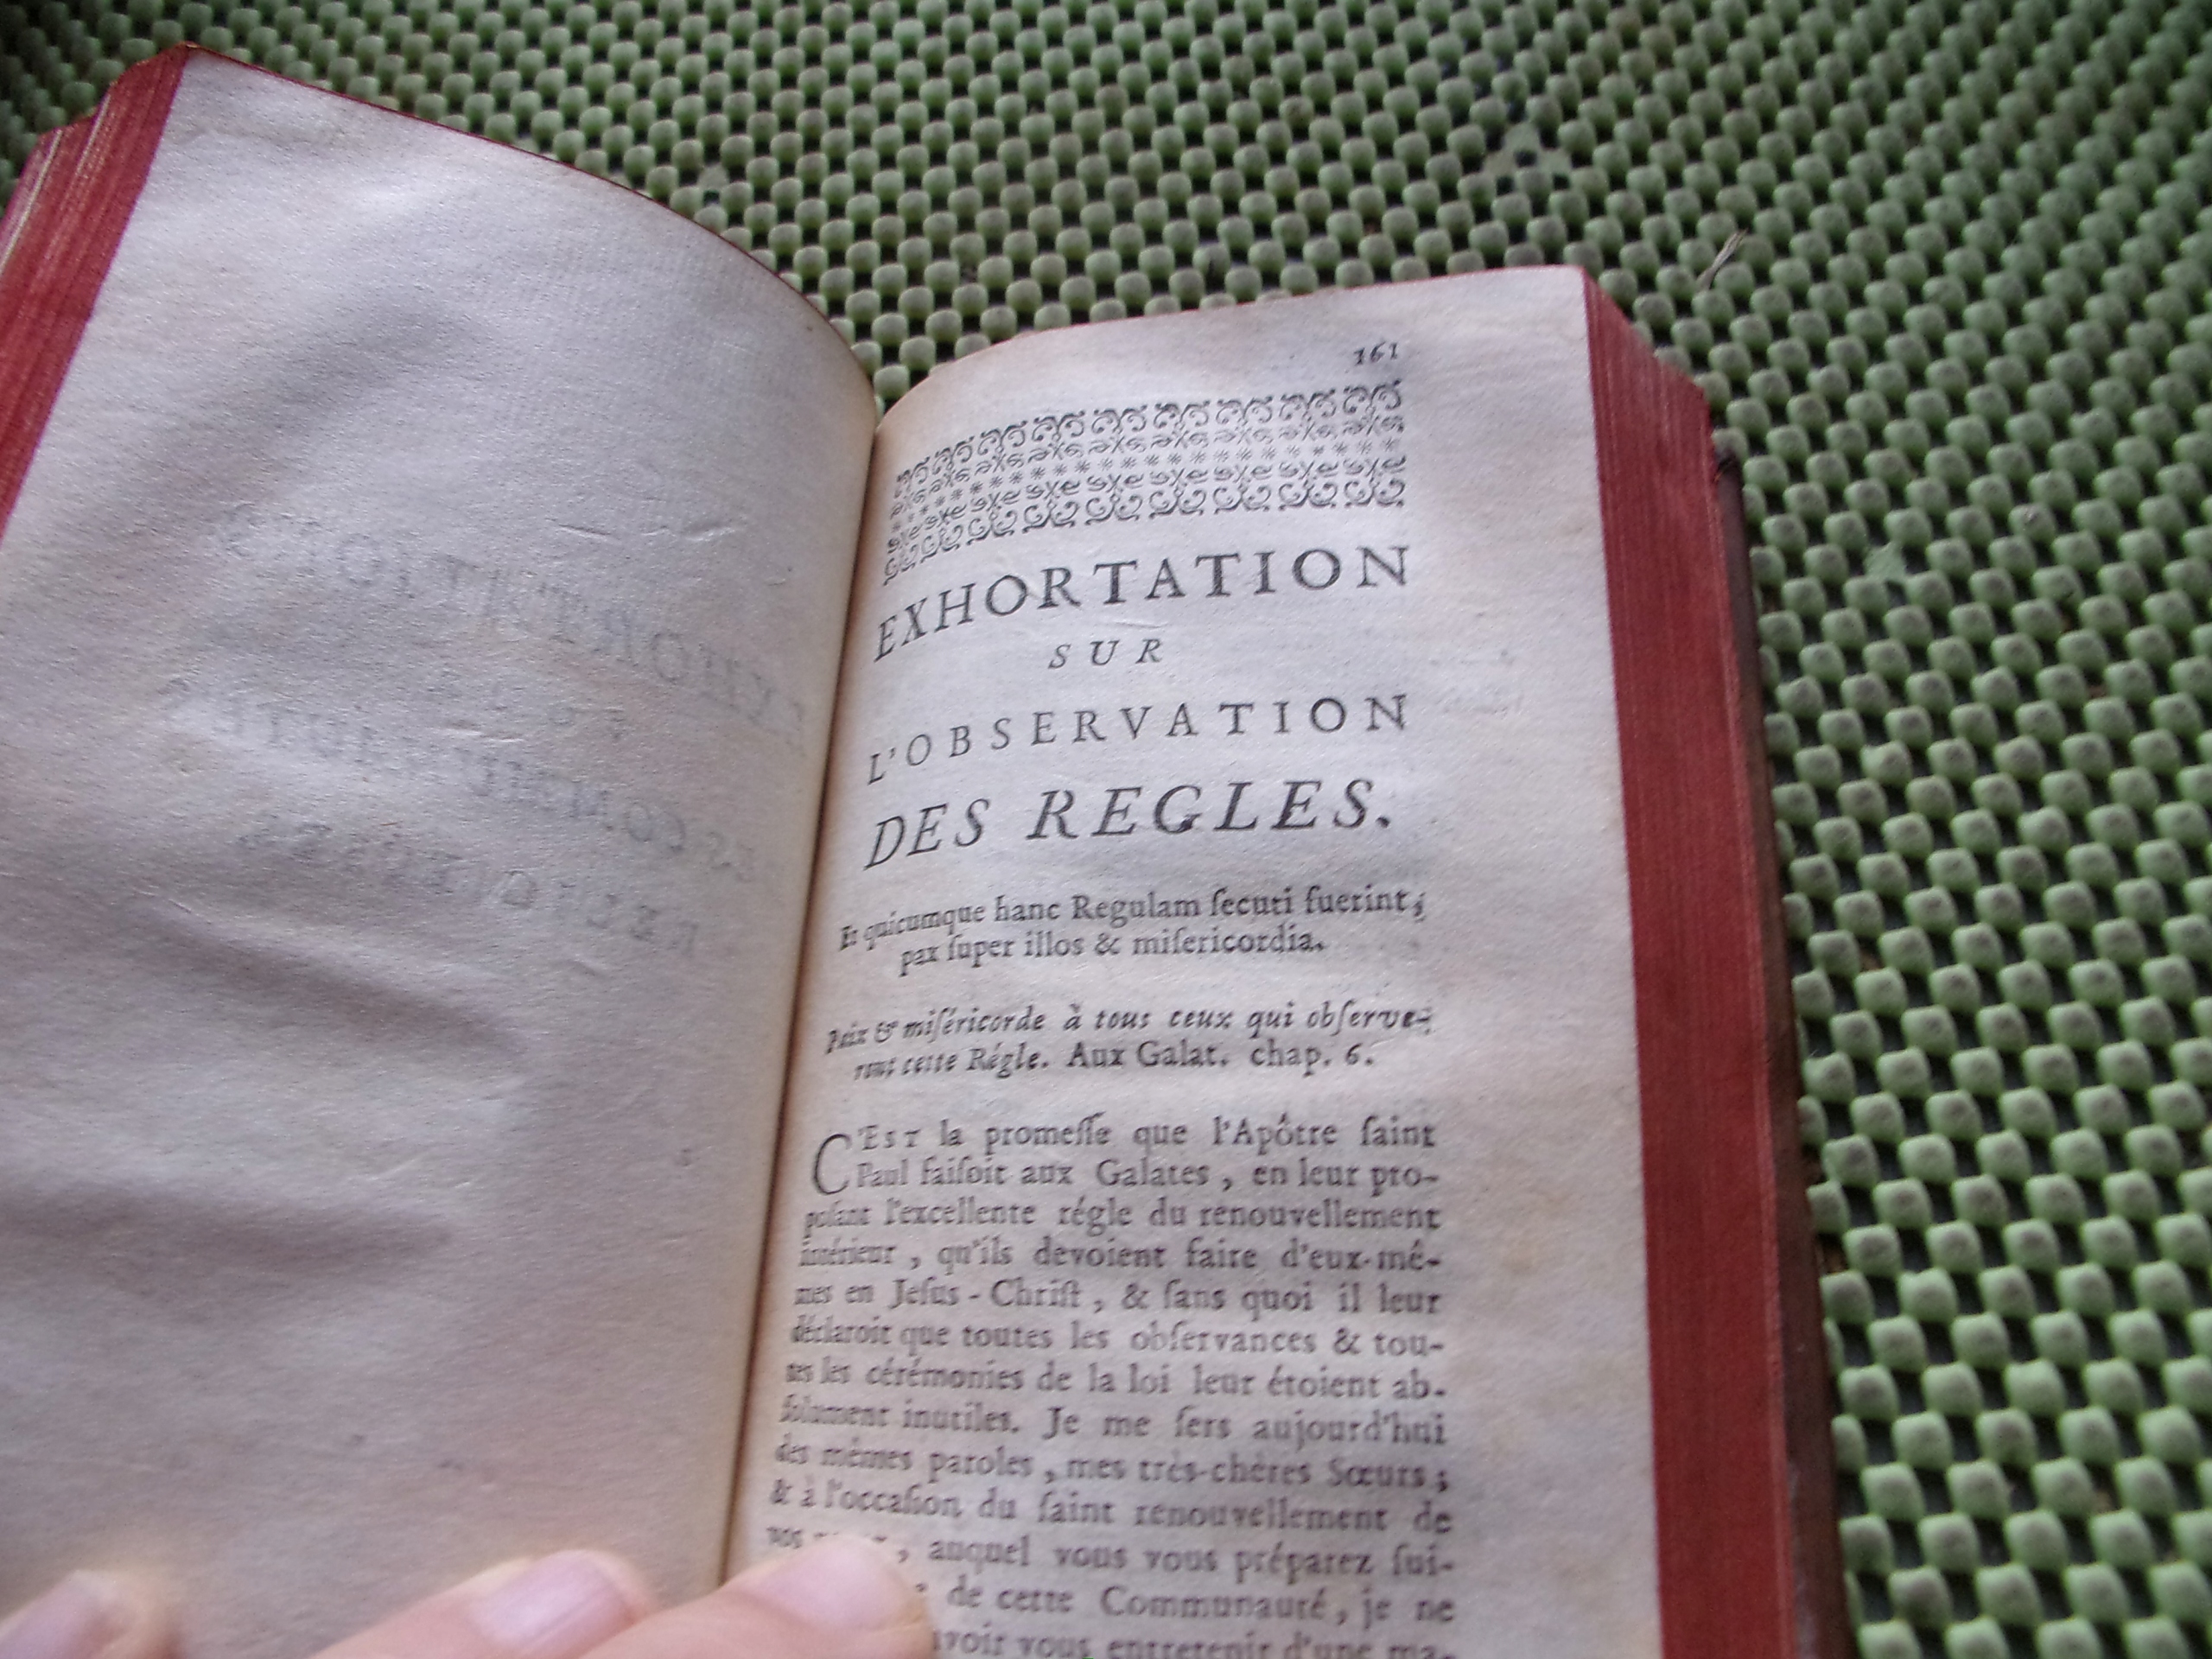 161
EXHORTATION
SUR
L'OBSERVATION
DES REGLES.
Et quicumque hanc Regulam ſecuti fuerint;
pax ſuper illos & miſericordia.
Paix & miſéricorde à tous ceux qui obſerve-
ront cette Régle. Aux Galat. chap. 6.
C'EST la promeſſe que l'Apôtre ſaint
Paul faiſoit aux Galates, en leur pro-
poſant l'excellente régle du renouvellement
intérieur, qu'ils devoient faire d'eux-mê-
mes en Jeſus-Chriſt, & ſans quoi il leur
déclaroit que toutes les obſervances & tou-
tes les cérémonies de la loi leur étoient ab-
ſolument inutiles. Je me ſers aujourd'hui
des mêmes paroles, mes très-chères Sœurs;
& à l'occaſion du ſaint renouvellement de
vos , auquel vous vous préparez ſui-
de cette Communauté, je ne
vous entretenir d'une ma-